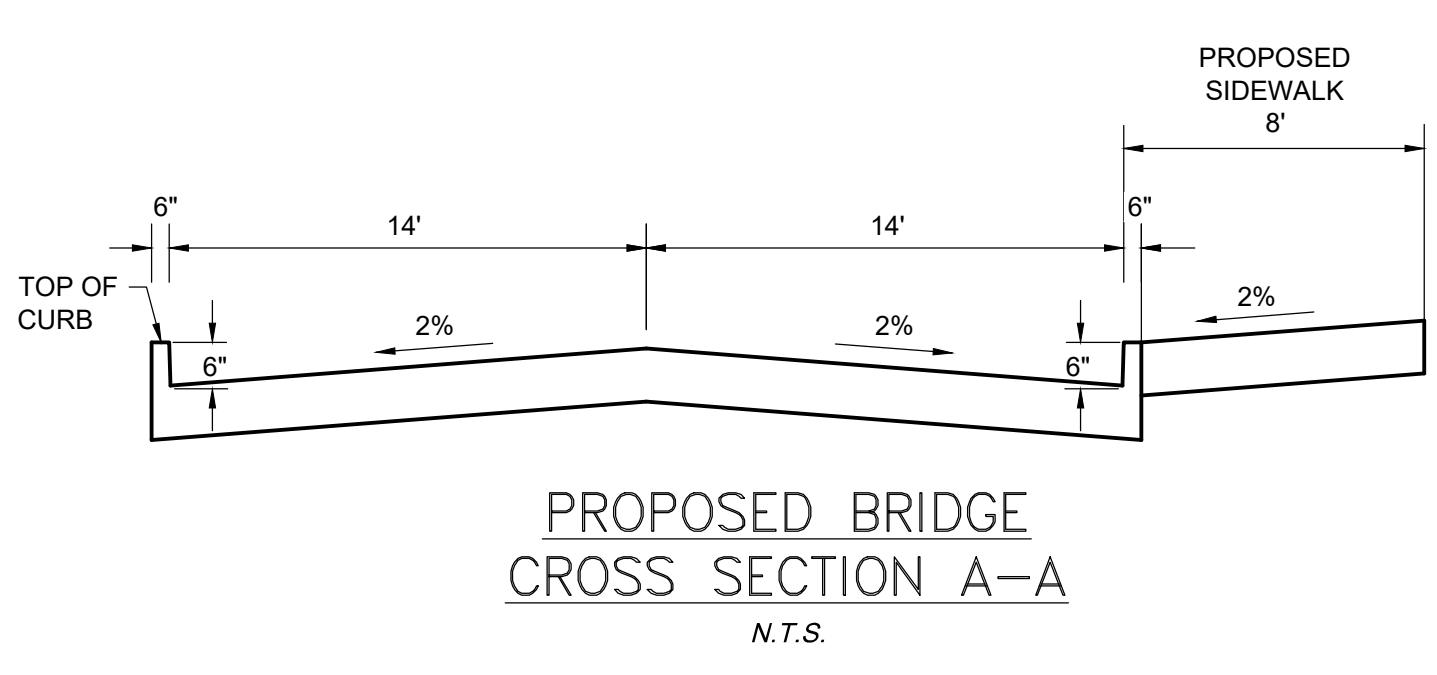 PROPOSED
SIDEWALK
8'
6"
14'
14'
6"
TOP OF
CURB
6"
2%
2%
6"
2%
PROPOSED BRIDGE
CROSS SECTION A-A
N.T.S.